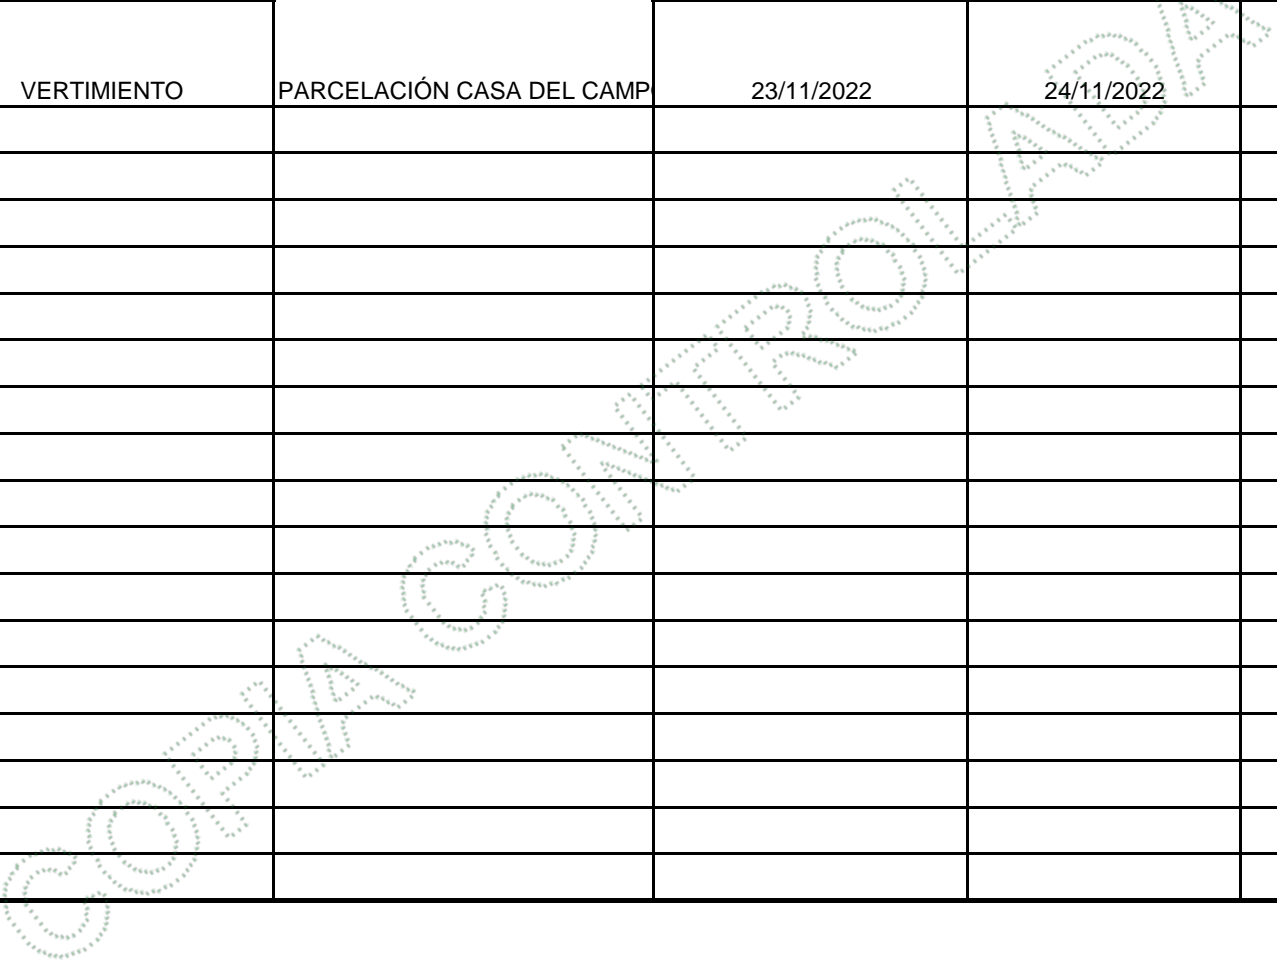 VERTIMIENTO PARCELACIÓN CASA DEL CAMP 23/11/2022 24/11/2022
COPIA CONTROLADA